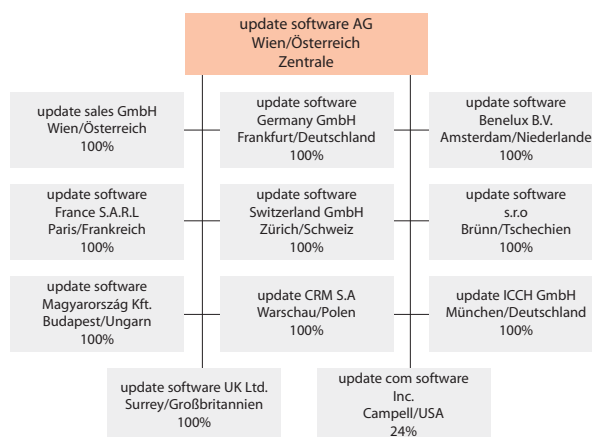 update software AG
Wien/Österreich
Zentrale
update sales GmbH
Wien/Österreich
100%
update software
Germany GmbH
Frankfurt/Deutschland
100%
update software
Benelux B.V.
Amsterdam/Niederlande
100%
update software
France S.A.R.L
Paris/Frankreich
100%
update software
Switzerland GmbH
Zürich/Schweiz
100%
update software
s.r.o
Brünn/Tschechien
100%
update software
Magyarország Kft.
Budapest/Ungarn
100%
update CRM S.A
Warschau/Polen
100%
update ICCH GmbH
München/Deutschland
100%
update software UK Ltd.
Surrey/Großbritannien
100%
update com software
Inc.
Campell/USA
24%